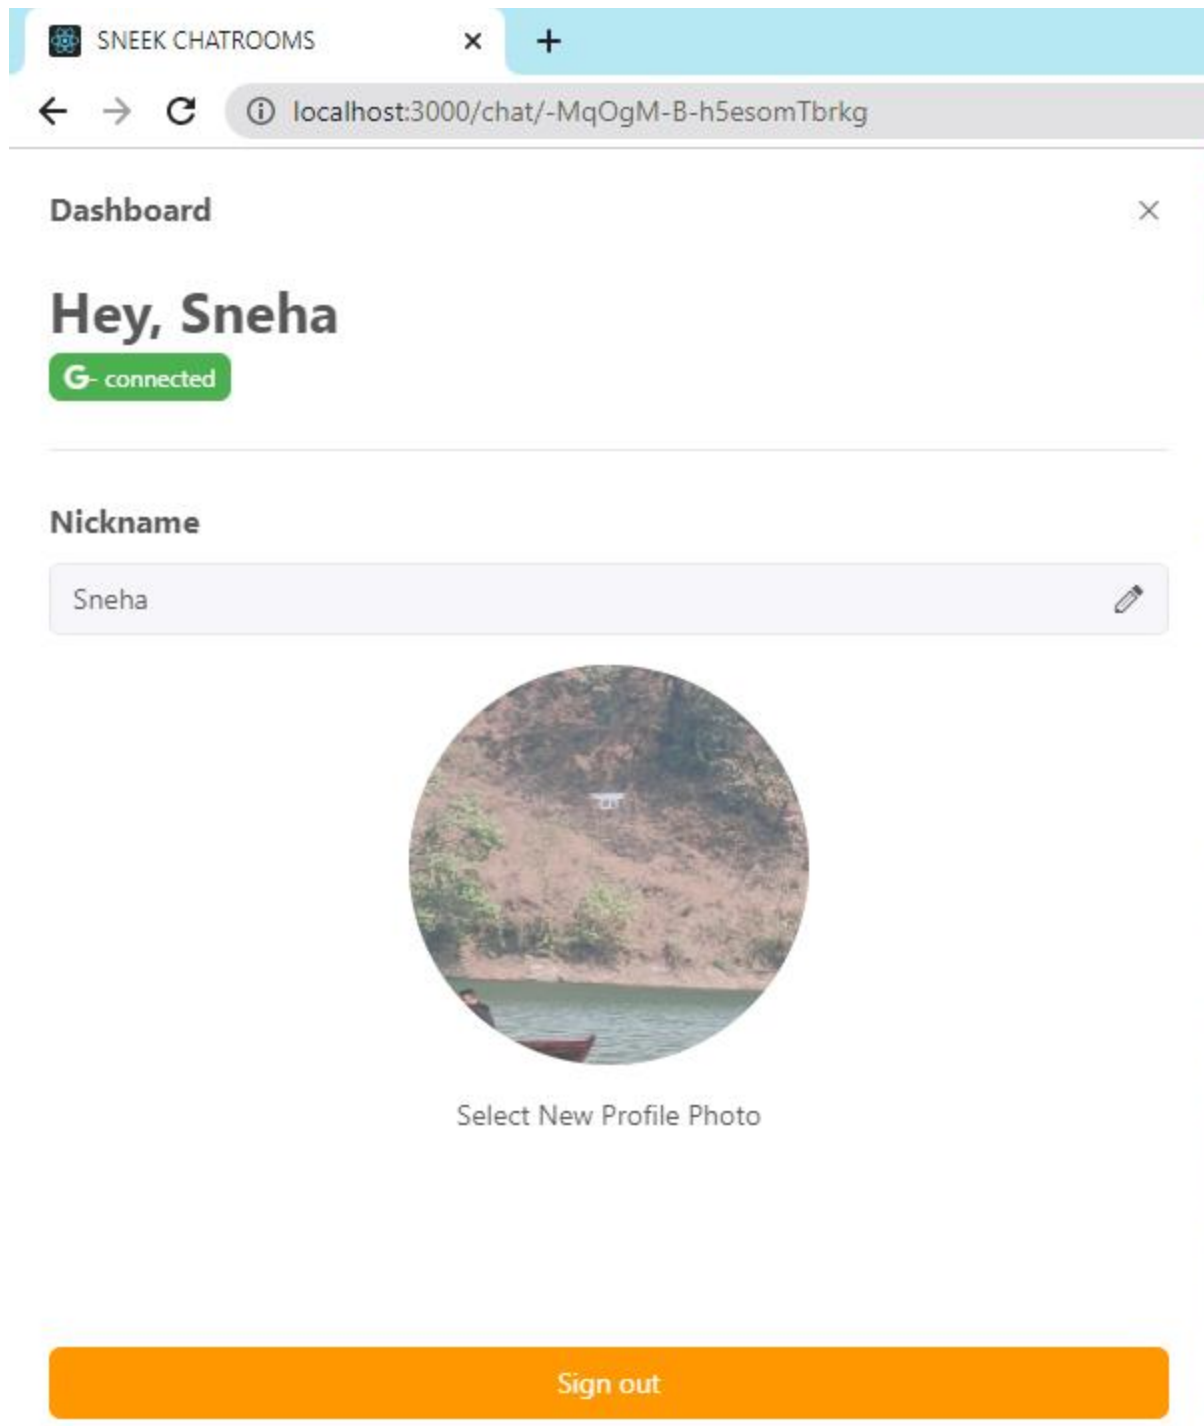 SNEEK CHATROOMS
localhost:3000/chat/-MqOgM-B-h5esomTbrkg
Dashboard
Hey, Sneha
G- connected
Nickname
Sneha
Select New Profile Photo
Sign out